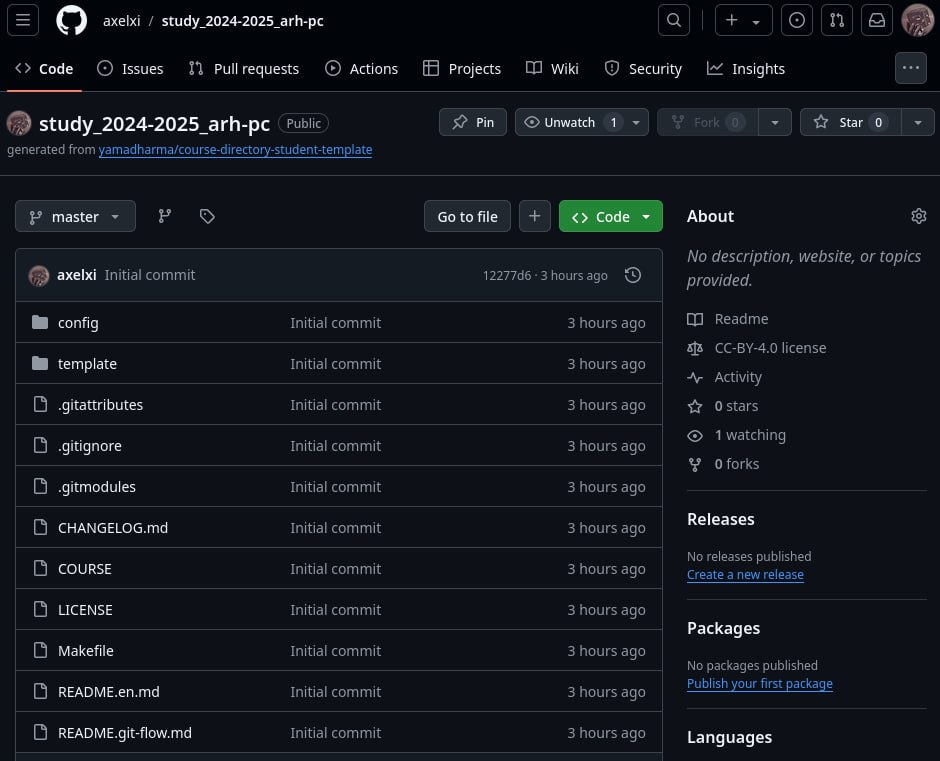 axelxi / study_2024-2025_arh-pc
Code Issues Pull requests Actions Projects Wiki Security Insights
study_2024-2025_arh-pc Public Pin Unwatch 1 Fork 0 Star 0
generated from yamadharma/course-directory-student-template
master Go to file Code
axelxi Initial commit 12277d6 · 3 hours ago
config Initial commit 3 hours ago
template Initial commit 3 hours ago
.gitattributes Initial commit 3 hours ago
.gitignore Initial commit 3 hours ago
.gitmodules Initial commit 3 hours ago
CHANGELOG.md Initial commit 3 hours ago
COURSE Initial commit 3 hours ago
LICENSE Initial commit 3 hours ago
Makefile Initial commit 3 hours ago
README.en.md Initial commit 3 hours ago
README.git-flow.md Initial commit 3 hours ago
About
No description, website, or topics
provided.
Readme
CC-BY-4.0 license
Activity
0 stars
1 watching
0 forks
Releases
No releases published
Create a new release
Packages
No packages published
Publish your first package
Languages